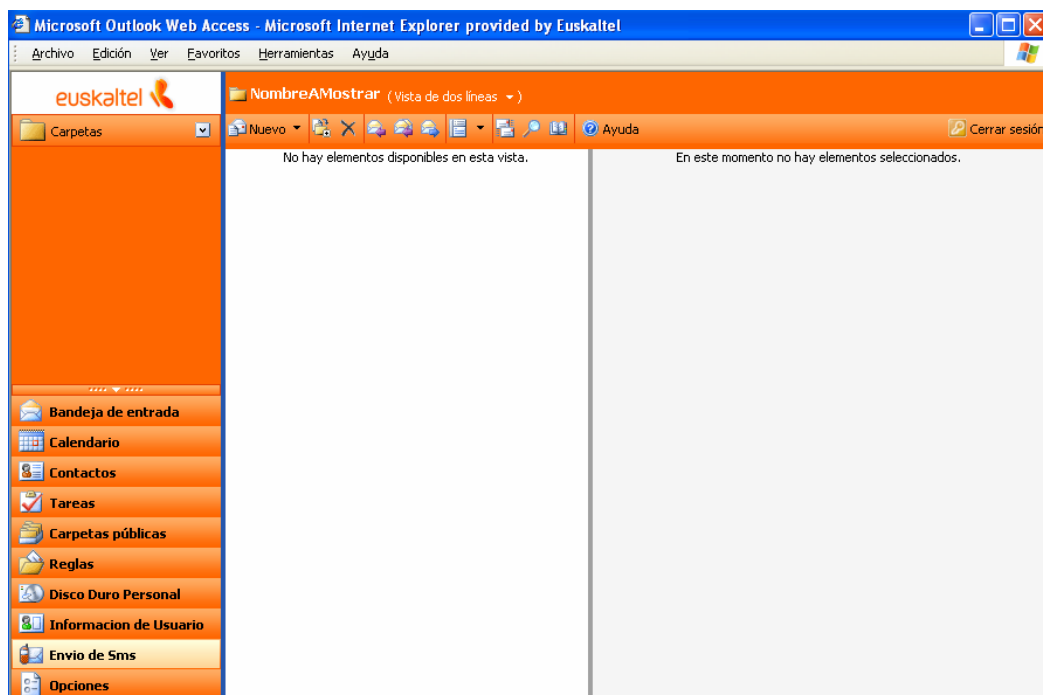 Microsoft Outlook Web Access - Microsoft Internet Explorer provided by Euskaltel
Archivo Edición Ver Favoritos Herramientas Ayuda
euskaltel
NombreAMostrar (Vista de dos líneas)
Carpetas
Nuevo
Ayuda
Cerrar sesión
No hay elementos disponibles en esta vista.
En este momento no hay elementos seleccionados.
Bandeja de entrada
Calendario
Contactos
Tareas
Carpetas públicas
Reglas
Disco Duro Personal
Informacion de Usuario
Envio de Sms
Opciones